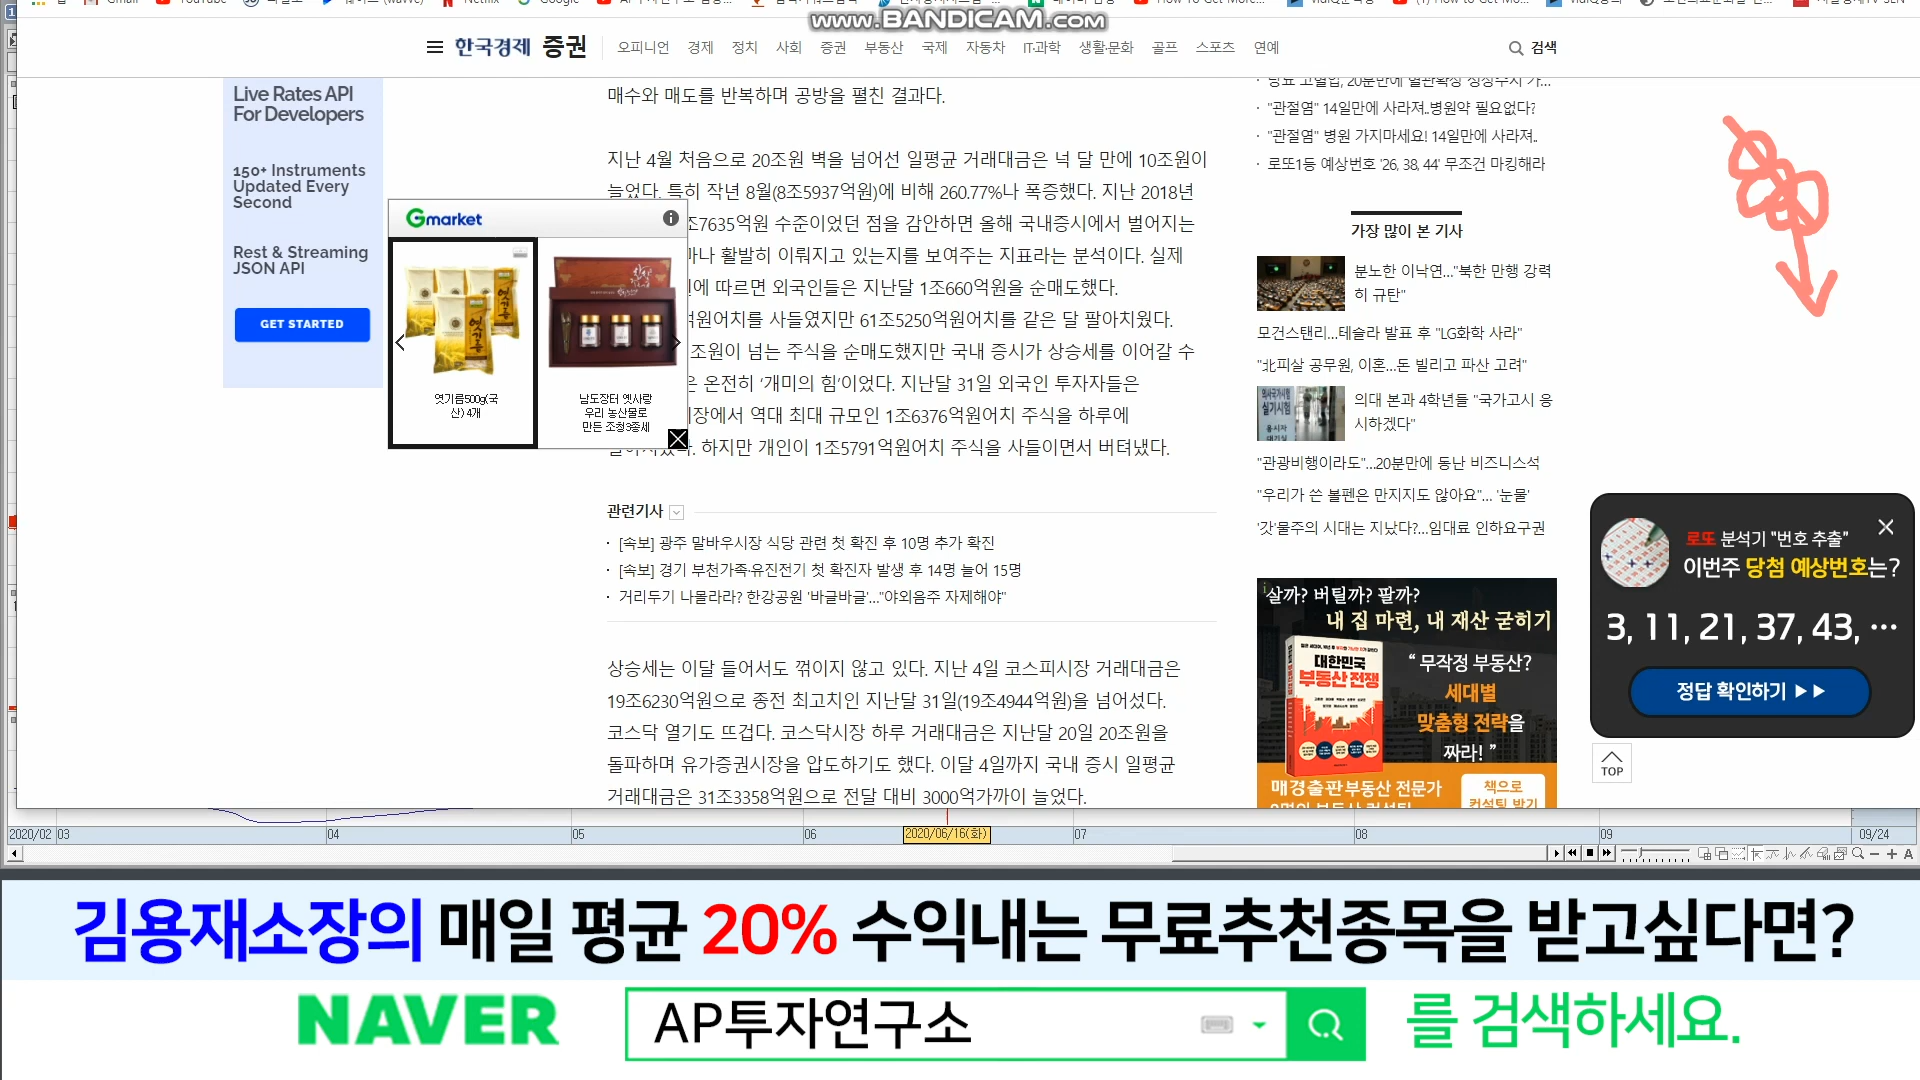 www.BANDICAM.com
한국경제 증권 오피니언 경제 정치 사회 증권 부동산 국제 자동차 IT·과학 생활·문화 골프 스포츠 연예 검색
Live Rates API
For Developers
150+ Instruments
Updated Every
Second
Rest & Streaming
JSON API
GET STARTED
매수와 매도를 반복하며 공방을 펼친 결과다.
지난 4월 처음으로 20조원 벽을 넘어선 일평균 거래대금은 넉 달 만에 10조원이
늘었다. 특히 작년 8월(8조5937억원)에 비해 260.77%나 폭증했다. 지난 2018년
7635억원 수준이었던 점을 감안하면 올해 국내증시에서 벌어지는
마나 활발히 이뤄지고 있는지를 보여주는 지표라는 분석이다. 실제
에 따르면 외국인들은 지난달 1조660억원을 순매도했다.
억원어치를 사들였지만 61조5250억원어치를 같은 달 팔아치웠다.
조원이 넘는 주식을 순매도했지만 국내 증시가 상승세를 이어갈 수
온전히 ‘개미의 힘’이었다. 지난달 31일 외국인 투자자들은
장에서 역대 최대 규모인 1조6376억원어치 주식을 하루에
하지만 개인이 1조5791억원어치 주식을 사들이면서 버텨냈다.
Gmarket
엿기름500g(국
산) 4개
남도장터 옛사랑
우리 농산물로
만든 조청3종세
관련기사
· [속보] 광주 말바우시장 식당 관련 첫 확진 후 10명 추가 확진
· [속보] 경기 부천가족·유진전기 첫 확진자 발생 후 14명 늘어 15명
· 거리두기 나몰라라? 한강공원 '바글바글'…"야외음주 자제해야"
상승세는 이달 들어서도 꺾이지 않고 있다. 지난 4일 코스피시장 거래대금은
19조6230억원으로 종전 최고치인 지난달 31일(19조4944억원)을 넘어섰다.
코스닥 열기도 뜨겁다. 코스닥시장 하루 거래대금은 지난달 20일 20조원을
돌파하며 유가증권시장을 압도하기도 했다. 이달 4일까지 국내 증시 일평균
거래대금은 31조3358억원으로 전달 대비 3000억가까이 늘었다.
· "관절염" 14일만에 사라져..병원약 필요없다?
· "관절염" 병원 가지마세요! 14일만에 사라져..
· 로또1등 예상번호 '26, 38, 44' 무조건 마킹해라
가장 많이 본 기사
분노한 이낙연…"북한 만행 강력
히 규탄"
모건스탠리…테슬라 발표 후 "LG화학 사라"
"北피살 공무원, 이혼…돈 빌리고 파산 고려"
의대 본과 4학년들 "국가고시 응
시하겠다"
"관광비행이라도"…20분만에 동난 비즈니스석
"우리가 쓴 볼펜은 만지지도 않아요"… '눈물'
'갓'물주의 시대는 지났다?…임대료 인하요구권
살까? 버틸까? 팔까?
내 집 마련, 내 재산 굳히기
대한민국
부동산 전쟁
“ 무작정 부동산?
세대별
맞춤형 전략을
짜라! ”
매경출판 부동산 전문가
책으로
로또 분석기 "번호 추출"
이번주 당첨 예상번호는?
3, 11, 21, 37, 43, ···
정답 확인하기 ▶▶
TOP
2020/02 03 04 05 06 2020/06/16(화) 07 08 09 09/24
김용재소장의 매일 평균 20% 수익내는 무료추천종목을 받고싶다면?
NAVER AP투자연구소 를 검색하세요.